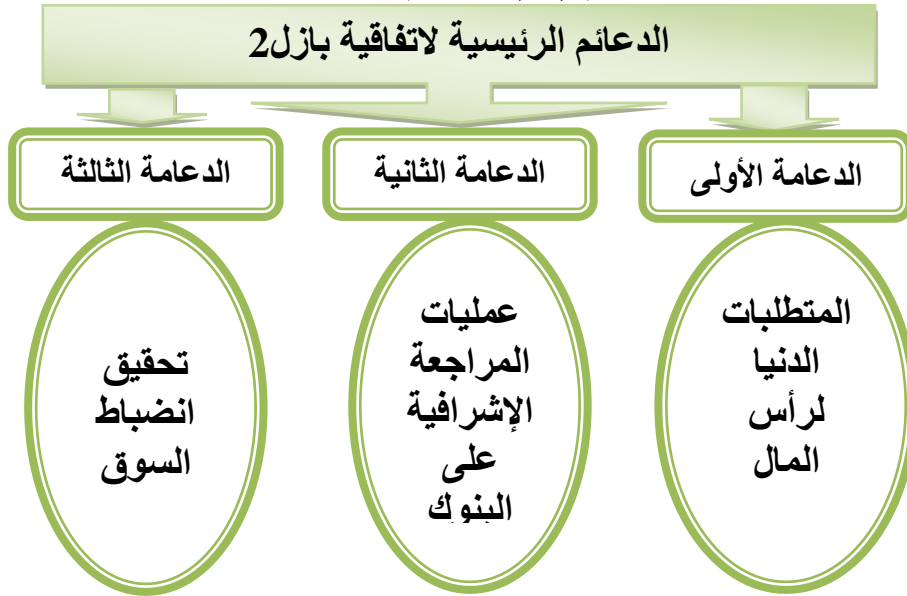 الدعائم الرئيسية لاتفاقية بازل2
الدعامة الأولى
الدعامة الثانية
الدعامة الثالثة
المتطلبات
الدنيا
لرأس
المال
عمليات
المراجعة
الإشرافية
على
البنوك
تحقيق
انضباط
السوق